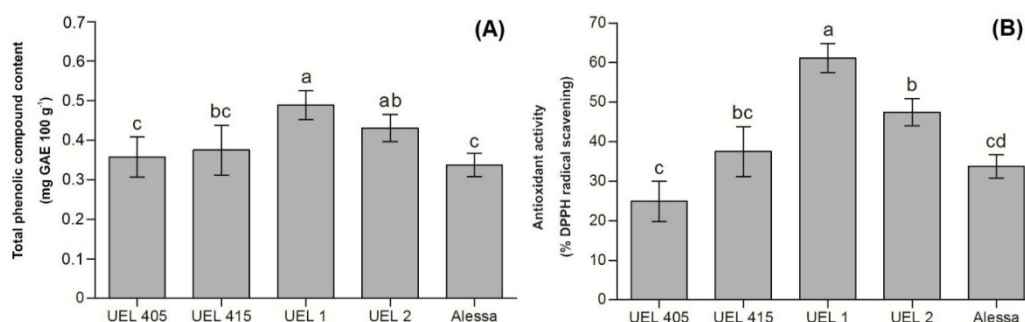 (A)
Total phenolic compound content
(mg GAE 100 g⁻¹)
0.7
0.6
0.5
0.4
0.3
0.2
0.1
0
c
bc
a
ab
c
UEL 405
UEL 415
UEL 1
UEL 2
Alessa
(B)
Antioxidant activity
(% DPPH radical scavening)
70
60
50
40
30
20
10
0
c
bc
a
b
cd
UEL 405
UEL 415
UEL 1
UEL 2
Alessa